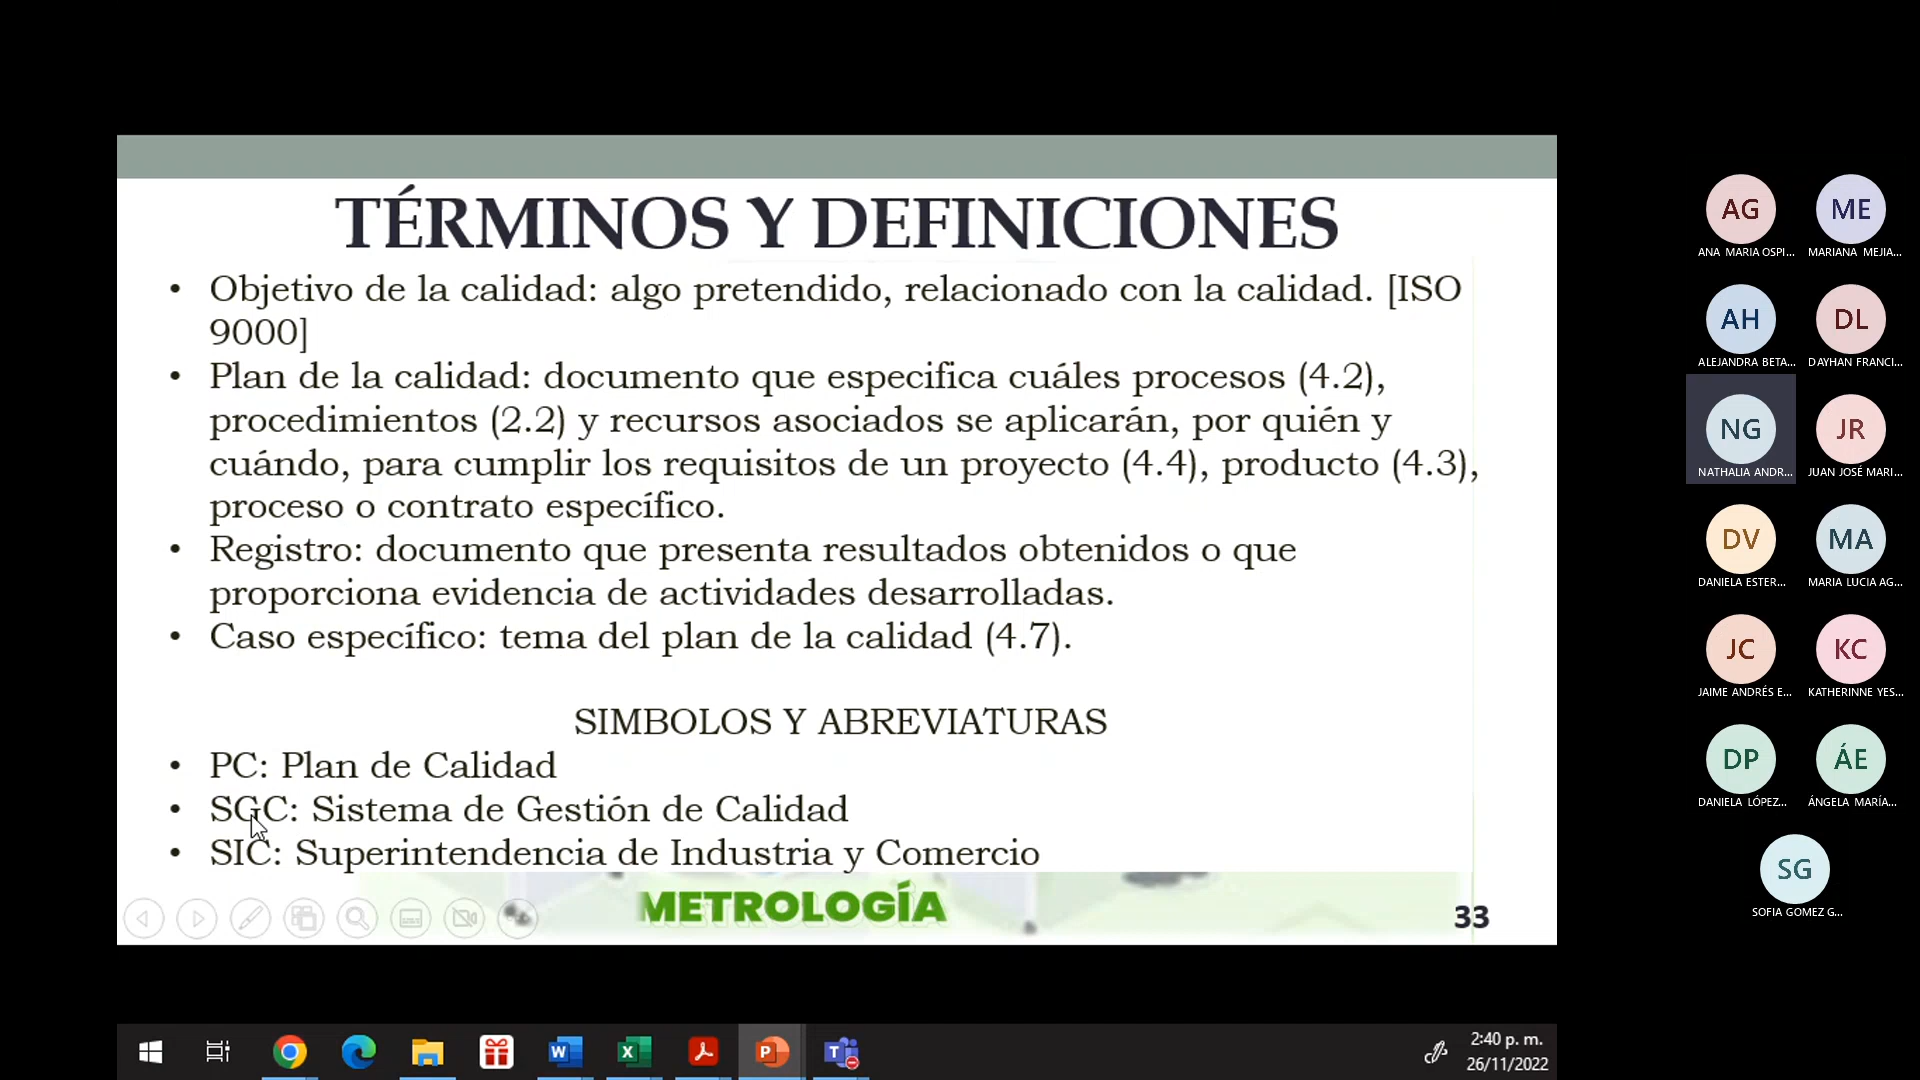 TÉRMINOS Y DEFINICIONES
• Objetivo de la calidad: algo pretendido, relacionado con la calidad. [ISO
9000]
• Plan de la calidad: documento que especifica cuáles procesos (4.2),
procedimientos (2.2) y recursos asociados se aplicarán, por quién y
cuándo, para cumplir los requisitos de un proyecto (4.4), producto (4.3),
proceso o contrato específico.
• Registro: documento que presenta resultados obtenidos o que
proporciona evidencia de actividades desarrolladas.
• Caso específico: tema del plan de la calidad (4.7).
SIMBOLOS Y ABREVIATURAS
• PC: Plan de Calidad
• SGC: Sistema de Gestión de Calidad
• SIC: Superintendencia de Industria y Comercio
METROLOGÍA
33
AG
ANA MARIA OSPI...
ME
MARIANA MEJIA...
AH
ALEJANDRA BETA...
DL
DAYHAN FRANCI...
NG
NATHALIA ANDR...
JR
JUAN JOSÉ MARI...
DV
DANIELA ESTER...
MA
MARIA LUCIA AG...
JC
JAIME ANDRÉS E...
KC
KATHERINNE YES...
DP
DANIELA LÓPEZ...
ÁE
ÁNGELA MARÍA...
SG
SOFIA GOMEZ G...
W
X
P
T
2:40 p. m.
26/11/2022